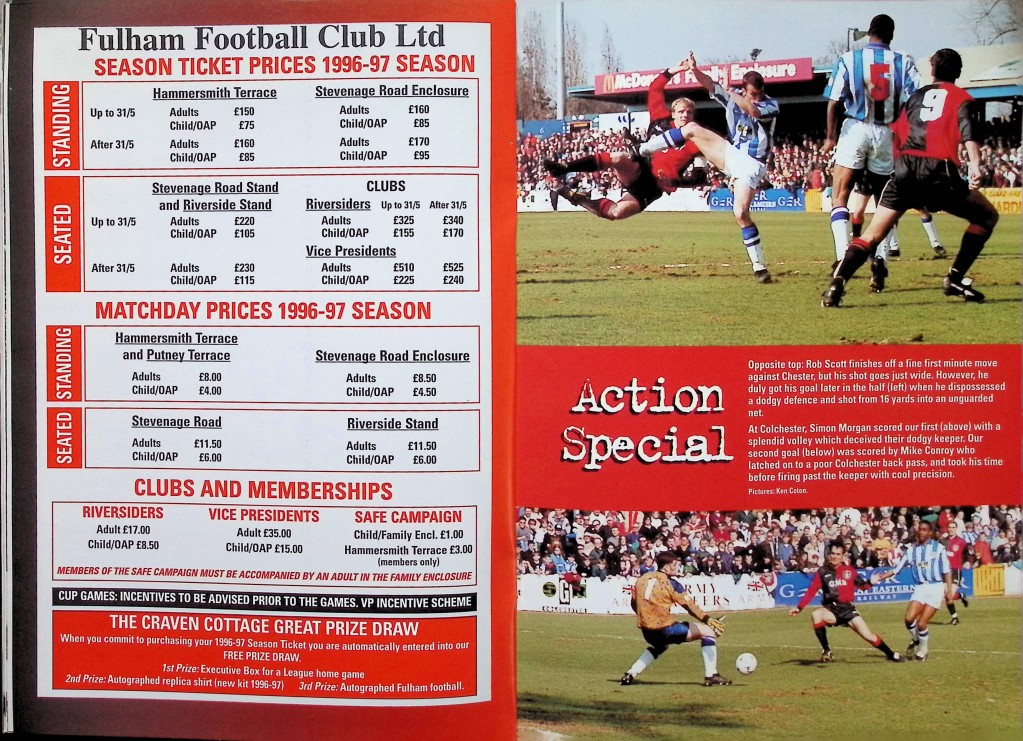 Fulham Football Club Ltd
SEASON TICKET PRICES 1996-97 SEASON
STANDING
Hammersmith Terrace
Up to 31/5 Adults £150
Child/OAP £75
After 31/5 Adults £160
Child/OAP £85
Stevenage Road Enclosure
Adults £160
Child/OAP £85
Adults £170
Child/OAP £95
SEATED
Stevenage Road Stand
and Riverside Stand
Up to 31/5 Adults £220
Child/OAP £105
After 31/5 Adults £230
Child/OAP £115
CLUBS
Riversiders Up to 31/5 After 31/5
Adults £325 £340
Child/OAP £155 £170
Vice Presidents
Adults £510 £525
Child/OAP £225 £240
MATCHDAY PRICES 1996-97 SEASON
STANDING
Hammersmith Terrace
and Putney Terrace
Adults £8.00
Child/OAP £4.00
Stevenage Road Enclosure
Adults £8.50
Child/OAP £4.50
SEATED
Stevenage Road
Adults £11.50
Child/OAP £6.00
Riverside Stand
Adults £11.50
Child/OAP £6.00
CLUBS AND MEMBERSHIPS
RIVERSIDERS
Adult £17.00
Child/OAP £8.50
VICE PRESIDENTS
Adult £35.00
Child/OAP £15.00
SAFE CAMPAIGN
Child/Family Encl. £1.00
Hammersmith Terrace £3.00
(members only)
MEMBERS OF THE SAFE CAMPAIGN MUST BE ACCOMPANIED BY AN ADULT IN THE FAMILY ENCLOSURE
CUP GAMES: INCENTIVES TO BE ADVISED PRIOR TO THE GAMES. VP INCENTIVE SCHEME
THE CRAVEN COTTAGE GREAT PRIZE DRAW
When you commit to purchasing your 1996-97 Season Ticket you are automatically entered into our
FREE PRIZE DRAW.
1st Prize: Executive Box for a League home game
2nd Prize: Autographed replica shirt (new kit 1996-97) 3rd Prize: Autographed Fulham football.
McDonald's Family Enclosure
5
9
GER
GER
Action
Special
Opposite top: Rob Scott finishes off a fine first minute move
against Chester, but his shot goes just wide. However, he
duly got his goal later in the half (left) when he dispossessed
a dodgy defence and shot from 16 yards into an unguarded
net.
At Colchester, Simon Morgan scored our first (above) with a
splendid volley which deceived their dodgy keeper. Our
second goal (below) was scored by Mike Conroy who
latched on to a poor Colchester back pass, and took his time
before firing past the keeper with cool precision.
Pictures: Ken Coton.
COLCHESTER
1
GMB
EASTERN
RAILWAY